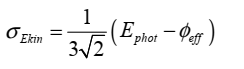 σ_Ekin = 1/(3√2) (E_phot − ϕ_eff)